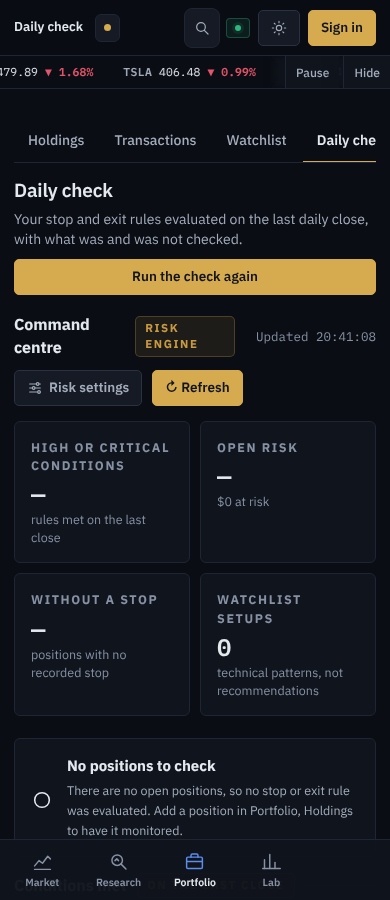 Daily check
Sign in
479.89 ▼ 1.68% TSLA 406.48 ▼ 0.99% Pause Hide
Holdings Transactions Watchlist Daily che
Daily check
Your stop and exit rules evaluated on the last daily close,
with what was and was not checked.
Run the check again
Command
centre
RISK
ENGINE
Updated 20:41:08
Risk settings
Refresh
HIGH OR CRITICAL
CONDITIONS
—
rules met on the last
close
OPEN RISK
—
$0 at risk
WITHOUT A STOP
—
positions with no
recorded stop
WATCHLIST
SETUPS
0
technical patterns, not
recommendations
No positions to check
There are no open positions, so no stop or exit rule
was evaluated. Add a position in Portfolio, Holdings
to have it monitored.
Market Research Portfolio Lab